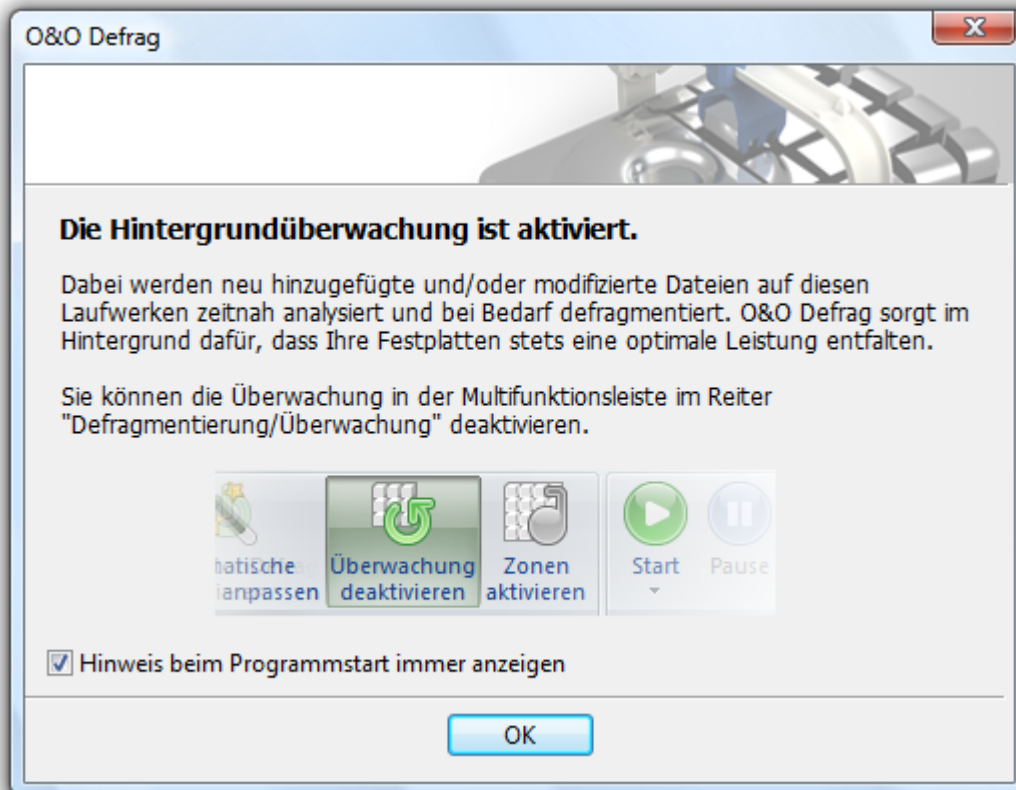 O&O Defrag
Die Hintergrundüberwachung ist aktiviert.
Dabei werden neu hinzugefügte und/oder modifizierte Dateien auf diesen
Laufwerken zeitnah analysiert und bei Bedarf defragmentiert. O&O Defrag sorgt im
Hintergrund dafür, dass Ihre Festplatten stets eine optimale Leistung entfalten.
Sie können die Überwachung in der Multifunktionsleiste im Reiter
"Defragmentierung/Überwachung" deaktivieren.
Überwachung
deaktivieren
Zonen
aktivieren
Start
Pause
Hinweis beim Programmstart immer anzeigen
OK